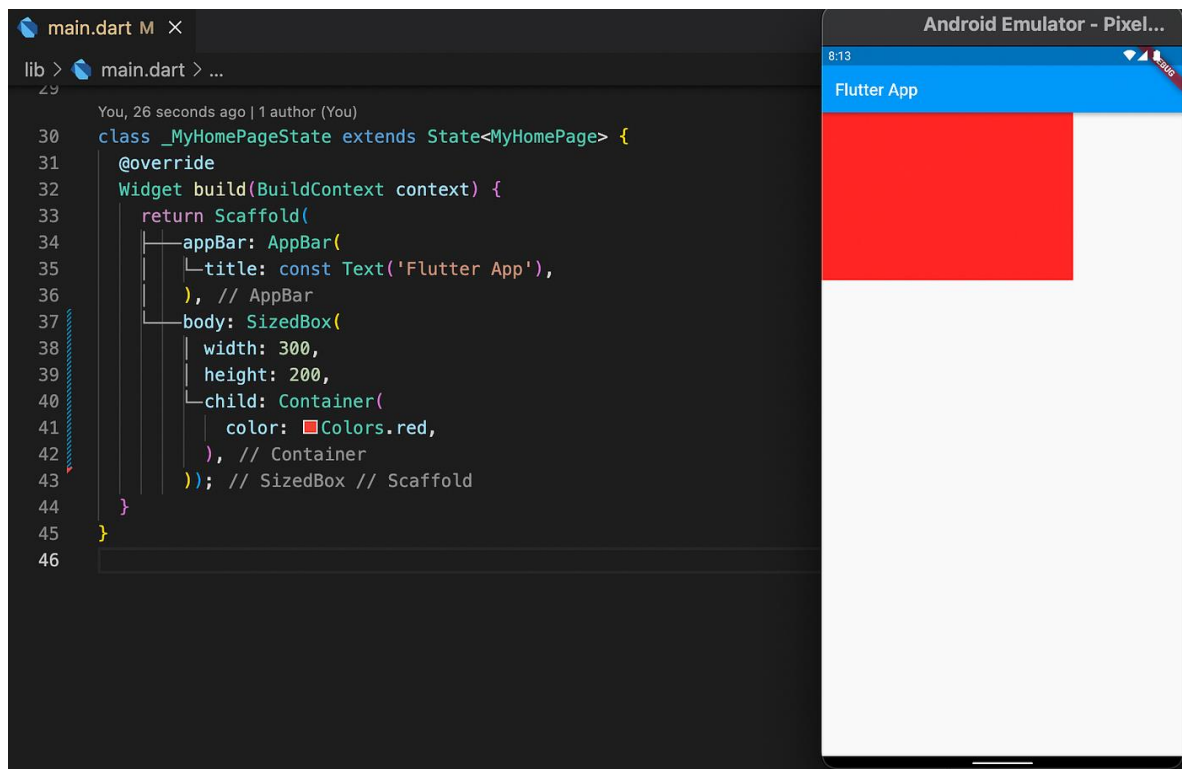 main.dart M ×
lib > main.dart > ...
29
You, 26 seconds ago | 1 author (You)
30 class _MyHomePageState extends State<MyHomePage> {
31 @override
32 Widget build(BuildContext context) {
33 return Scaffold(
34 appBar: AppBar(
35 title: const Text('Flutter App'),
36 ), // AppBar
37 body: SizedBox(
38 width: 300,
39 height: 200,
40 child: Container(
41 color: Colors.red,
42 ), // Container
43 )); // SizedBox // Scaffold
44 }
45 }
46
Android Emulator - Pixel...
8:13
DEBUG
Flutter App